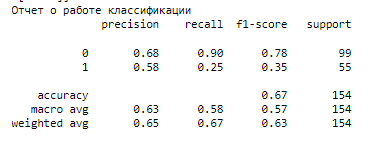 Отчет о работе классификации
precision recall f1-score support
0 0.68 0.90 0.78 99
1 0.58 0.25 0.35 55
accuracy 0.67 154
macro avg 0.63 0.58 0.57 154
weighted avg 0.65 0.67 0.63 154